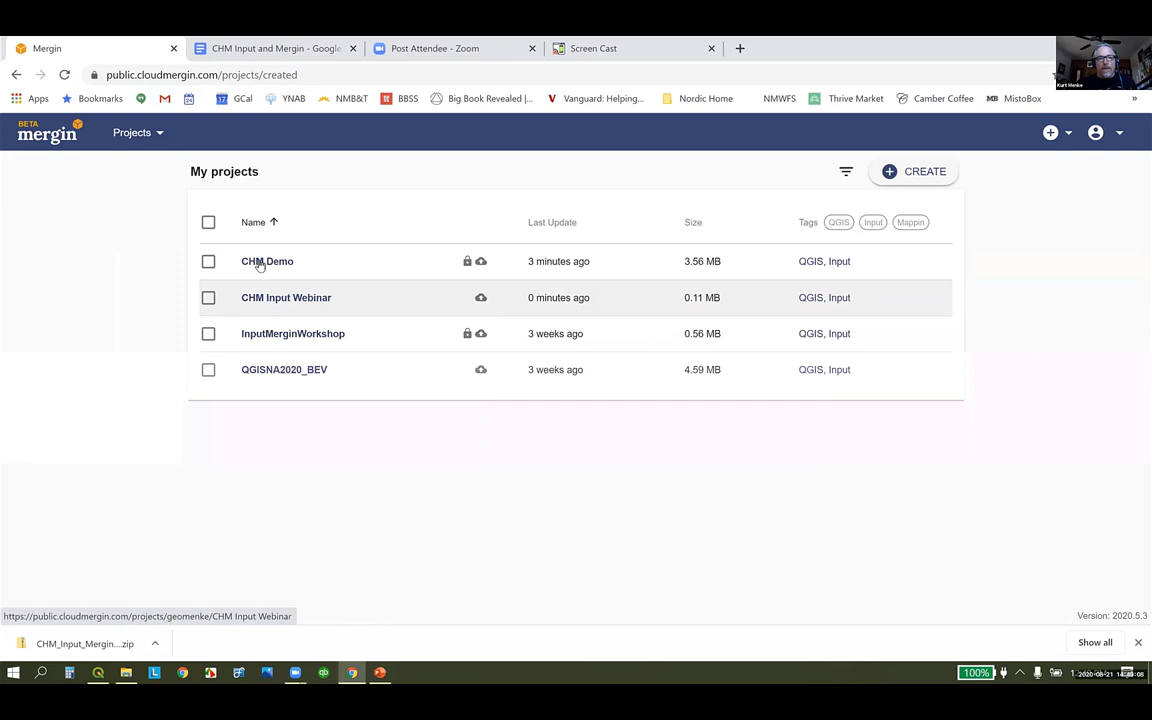 Mergin
CHM Input and Mergin - Google
Post Attendee - Zoom
Screen Cast
public.cloudmergin.com/projects/created
Kurt Menke
Apps
Bookmarks
GCal
YNAB
NMB&T
BBSS
Big Book Revealed |...
Vanguard: Helping...
Nordic Home
NMWFS
Thrive Market
Camber Coffee
MB MistoBox
»
BETA
mergin
Projects
My projects
CREATE
Name
Last Update
Size
Tags QGIS Input Mappin
CHM Demo 3 minutes ago 3.56 MB QGIS, Input
CHM Input Webinar 0 minutes ago 0.11 MB QGIS, Input
InputMerginWorkshop 3 weeks ago 0.56 MB QGIS, Input
QGISNA2020_BEV 3 weeks ago 4.59 MB QGIS, Input
https://public.cloudmergin.com/projects/geomenke/CHM Input Webinar
Version: 2020.5.3
CHM_Input_Mergin....zip
Show all
100%